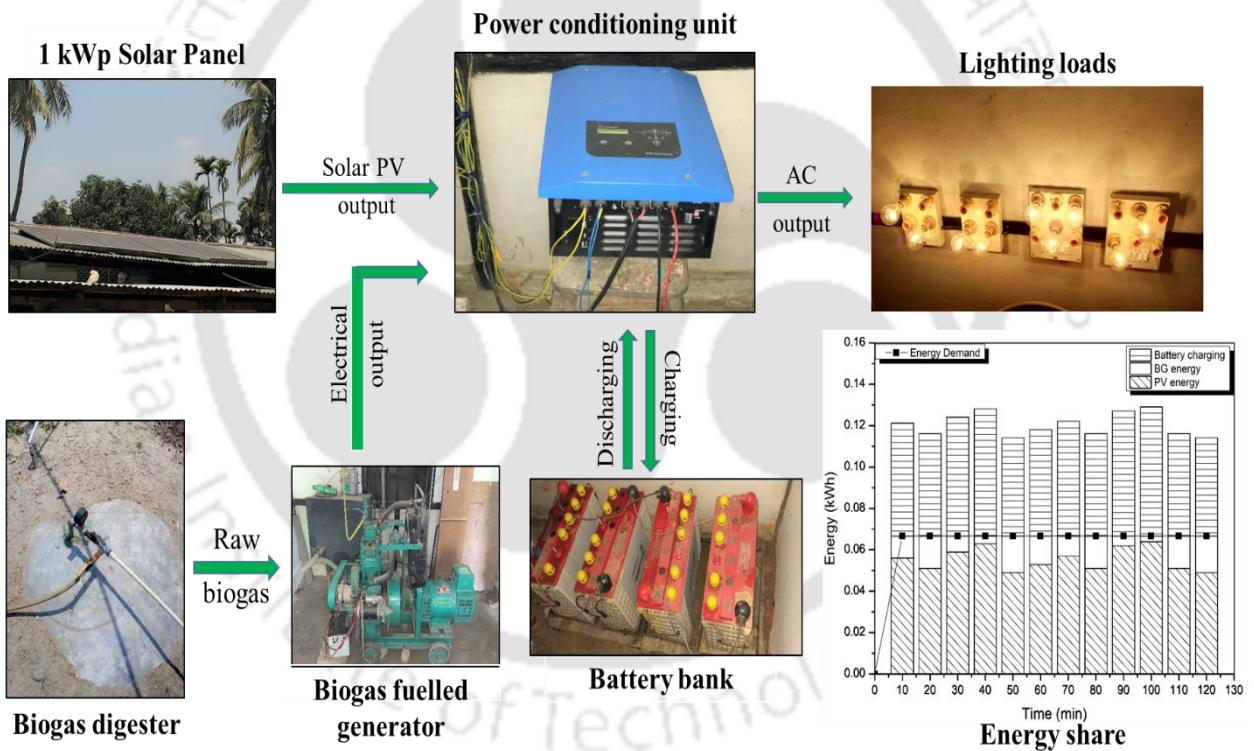 Power conditioning unit
1 kWp Solar Panel
Lighting loads
Solar PV
output
AC
output
Electrical
output
Discharging
Charging
Raw
biogas
Biogas digester
Biogas fuelled
generator
Battery bank
Energy Demand
Battery charging
BG energy
PV energy
Energy (kWh)
0.16
0.14
0.12
0.10
0.08
0.06
0.04
0.02
0.00
0 10 20 30 40 50 60 70 80 90 100 110 120 130
Time (min)
Energy share
of Technol